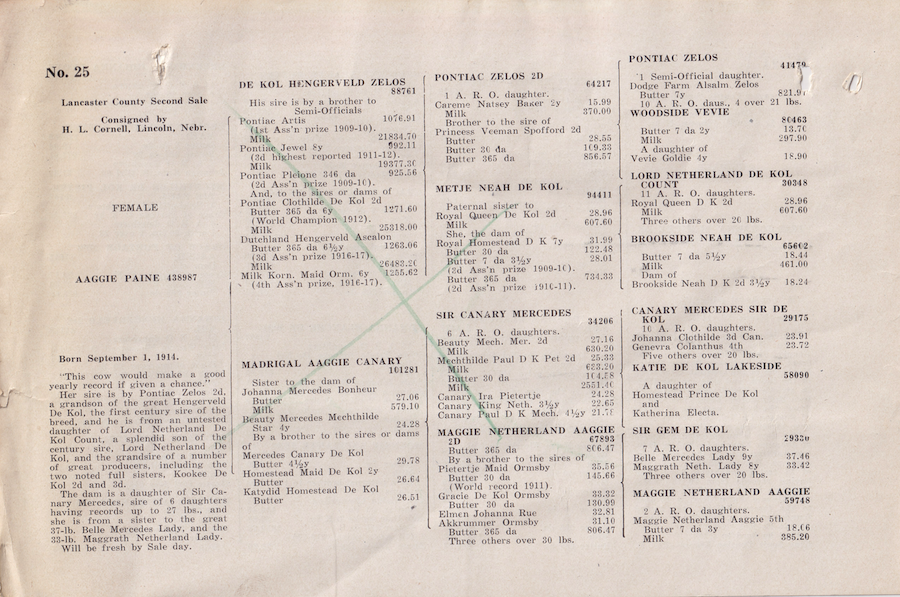 No. 25
Lancaster County Second Sale
Consigned by
H. L. Cornell, Lincoln, Nebr.
FEMALE
AAGGIE PAINE 438987
Born September 1, 1914.
"This cow would make a good
yearly record if given a chance."
Her sire is by Pontiac Zelos 2d,
a grandson of the great Hengerveld
De Kol, the first century sire of the
breed, and he is from an untested
daughter of Lord Netherland De
Kol Count, a splendid son of the
century sire, Lord Netherland De
Kol, and the grandsire of a number
of great producers, including the
two noted full sisters, Kookee De
Kol 2d and 3d.
The dam is a daughter of Sir Ca-
nary Mercedes, sire of 6 daughters
having records up to 27 lbs., and
she is from a sister to the great
37-lb. Belle Mercedes Lady, and the
33-lb. Maggrath Netherland Lady.
Will be fresh by Sale day.
DE KOL HENGERVELD ZELOS
88761
His sire is by a brother to
Semi-Officials
Pontiac Artis 1076.91
(1st Ass'n prize 1909-10).
Milk 21834.70
Pontiac Jewel 8y 992.11
(3d highest reported 1911-12).
Milk 19377.30
Pontiac Pleione 346 da 925.56
(2d Ass'n prize 1909-10).
And, to the sires or dams of
Pontiac Clothilde De Kol 2d
Butter 365 da 6y 1271.60
(World Champion 1912).
Milk 25318.00
Dutchland Hengerveld Ascalon
Butter 365 da 6½y 1263.06
(3d Ass'n prize 1916-17).
Milk 26483.20
Milk Korn. Maid Orm. 6y 1255.62
(4th Ass'n prize, 1916-17).
MADRIGAL AAGGIE CANARY
101281
Sister to the dam of
Johanna Mercedes Bonheur
Butter 27.06
Milk 579.10
Beauty Mercedes Mechthilde
Star 4y 24.28
By a brother to the sires or dams
of
Mercedes Canary De Kol
Butter 4½y 29.78
Homestead Maid De Kol 2y
Butter 26.64
Katydid Homestead De Kol
Butter 26.51
PONTIAC ZELOS 2D
64217
1 A. R. O. daughter.
Careme Natsey Baker 2y 15.99
Milk 370.00
Brother to the sire of
Princess Veeman Spofford 2d
Butter 28.55
Butter 30 da 109.33
Butter 365 da 856.57
METJE NEAH DE KOL
94411
Paternal sister to
Royal Queen De Kol 2d 28.96
Milk 607.60
She, the dam of
Royal Homestead D K 7y 31.99
Butter 30 da 122.48
Butter 7 da 3½y 28.01
(3d Ass'n prize 1909-10).
Butter 365 da 734.33
(2d Ass'n prize 1910-11).
SIR CANARY MERCEDES
34206
6 A. R. O. daughters.
Beauty Mech. Mer. 2d 27.16
Milk 630.20
Mechthilde Paul D K Pet 2d 25.33
Milk 623.20
Butter 30 da 104.58
Milk 2551.40
Canary Ira Pietertje 24.28
Canary King Neth. 3½y 22.65
Canary Paul D K Mech. 4½y 21.78
MAGGIE NETHERLAND AAGGIE
2D 67893
Butter 365 da 806.47
By a brother to the sires of
Pietertje Maid Ormsby 35.56
Butter 30 da 145.66
(World record 1911).
Gracie De Kol Ormsby 33.32
Butter 30 da 130.99
Elmen Johanna Rue 32.81
Akkrummer Ormsby 31.10
Butter 365 da 806.47
Three others over 30 lbs.
PONTIAC ZELOS
41479
1 Semi-Official daughter.
Dodge Farm Alsalm Zelos
Butter 7y 821.91
10 A. R. O. daus., 4 over 21 lbs.
WOODSIDE VEVIE
80463
Butter 7 da 2y 13.70
Milk 297.90
A daughter of
Vevie Goldie 4y 18.90
LORD NETHERLAND DE KOL
COUNT 30348
11 A. R. O. daughters.
Royal Queen D K 2d 28.96
Milk 607.60
Three others over 20 lbs.
BROOKSIDE NEAH DE KOL
65602
Butter 7 da 5½y 18.44
Milk 461.00
Dam of
Brookside Neah D K 2d 3½y 18.24
CANARY MERCEDES SIR DE
KOL 29175
10 A. R. O. daughters.
Johanna Clothilde 3d Can. 23.91
Genevra Colanthus 4th 23.72
Five others over 20 lbs.
KATIE DE KOL LAKESIDE
58090
A daughter of
Homestead Prince De Kol
and
Katherina Electa.
SIR GEM DE KOL
29330
7 A. R. O. daughters.
Belle Mercedes Lady 9y 37.46
Maggrath Neth. Lady 8y 33.42
Three others over 20 lbs.
MAGGIE NETHERLAND AAGGIE
59748
2 A. R. O. daughters.
Maggie Netherland Aaggie 5th
Butter 7 da 3y 18.06
Milk 385.20